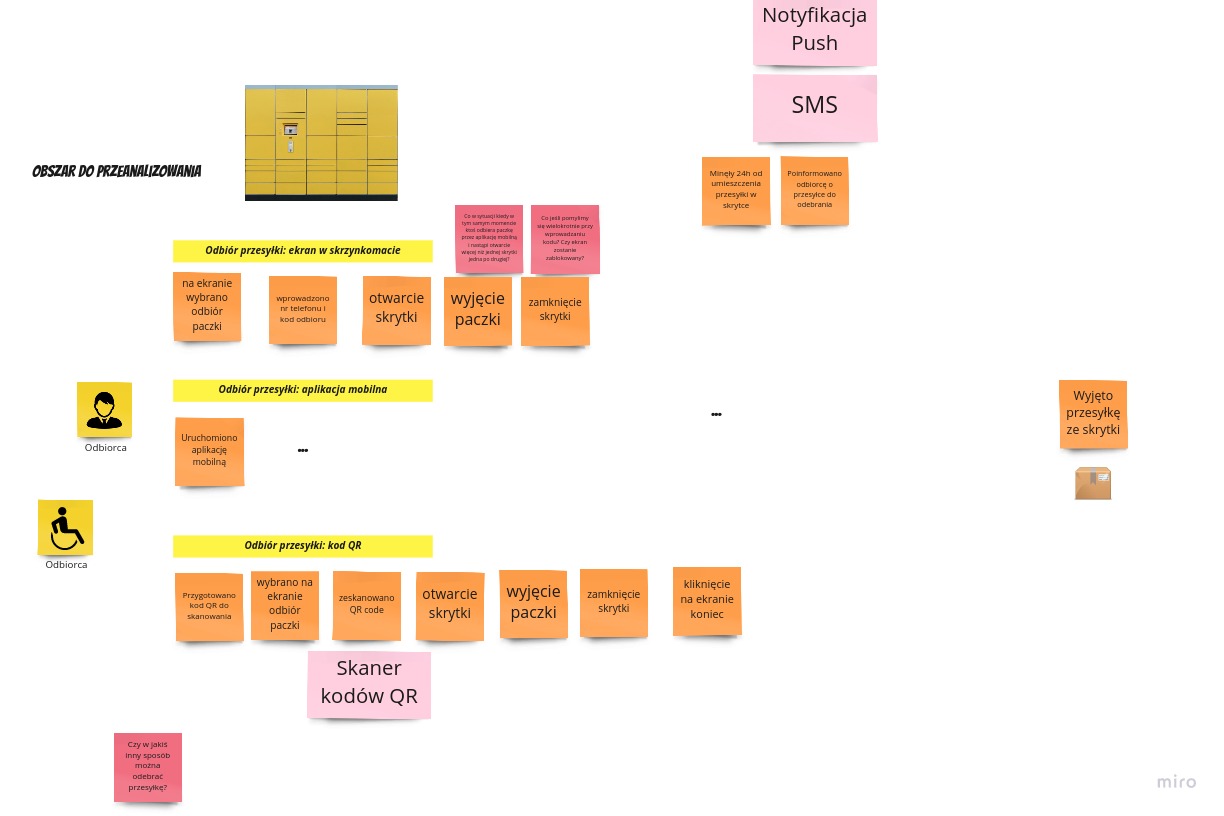 Notyfikacja
Push
SMS
OBSZAR DO PRZEANALIZOWANIA
Minęły 24h od
umieszczenia
przesyłki w
skrytce
Poinformowano
odbiorcę o
przesyłce do
odebrania
Co w sytuacji kiedy w
tym samym momencie
ktoś odbiera paczkę
przez aplikację mobilną
i nastąpi otwarcie
więcej niż jednej skrytki
jedna po drugiej?
Co jeśli pomylimy
się wielokrotnie przy
wprowadzaniu
kodu? Czy ekran
zostanie
zablokowany?
Odbiór przesyłki: ekran w skrzynkomacie
na ekranie
wybrano
odbiór
paczki
wprowadzono
nr telefonu i
kod odbioru
otwarcie
skrytki
wyjęcie
paczki
zamknięcie
skrytki
Odbiór przesyłki: aplikacja mobilna
Odbiorca
Uruchomiono
aplikację
mobilną
...
...
Wyjęto
przesyłkę
ze skrytki
Odbiorca
Odbiór przesyłki: kod QR
Przygotowano
kod QR do
skanowania
wybrano na
ekranie
odbiór
paczki
zeskanowano
QR code
otwarcie
skrytki
wyjęcie
paczki
zamknięcie
skrytki
kliknięcie
na ekranie
koniec
Skaner
kodów QR
Czy w jakiś
inny sposób
można
odebrać
przesyłkę?
miro